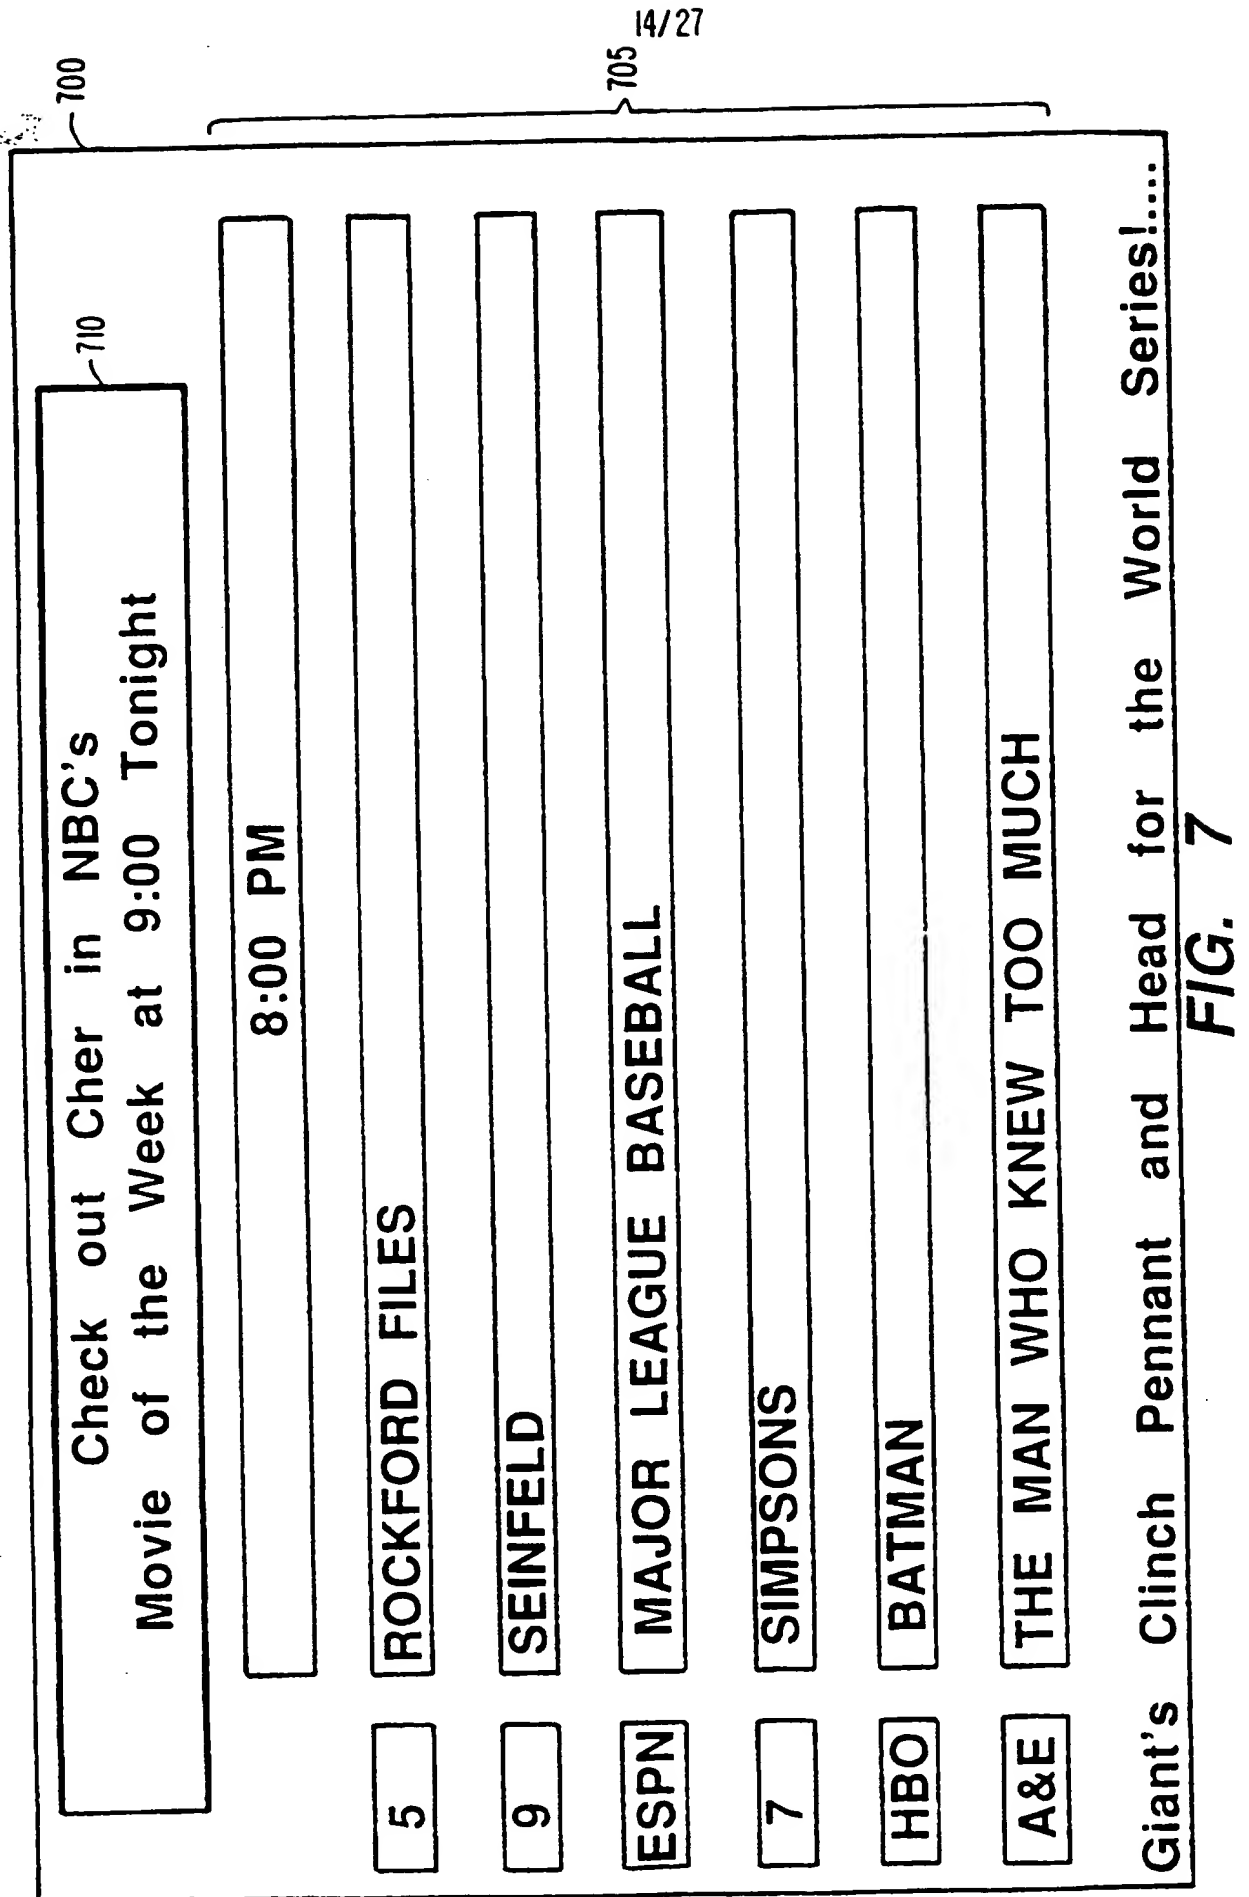 14/27
700
705
710
Check out Cher in NBC's
Movie of the Week at 9:00 Tonight
8:00 PM
5 ROCKFORD FILES
9 SEINFELD
ESPN MAJOR LEAGUE BASEBALL
7 SIMPSONS
HBO BATMAN
A&E THE MAN WHO KNEW TOO MUCH
Giant's Clinch Pennant and Head for the World Series!....
FIG. 7